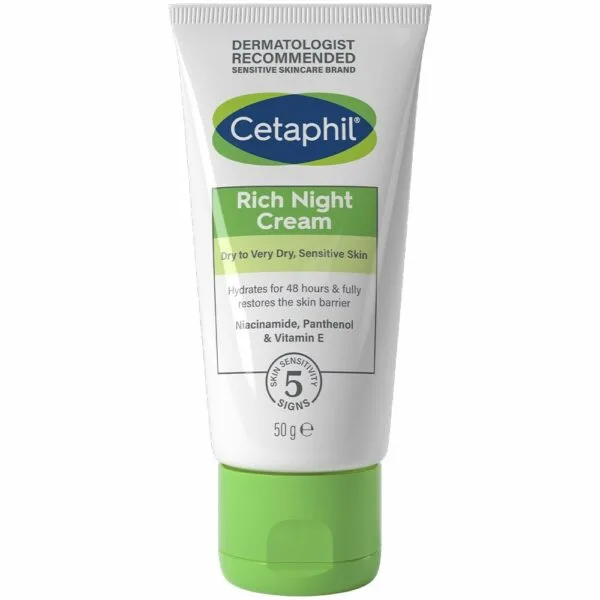 DERMATOLOGIST
RECOMMENDED
SENSITIVE SKINCARE BRAND
Cetaphil®
Rich Night
Cream
Dry to Very Dry, Sensitive Skin
Hydrates for 48 hours & fully
restores the skin barrier
Niacinamide, Panthenol
& Vitamin E
SKIN SENSITIVITY
5
SIGNS
50 g ℮